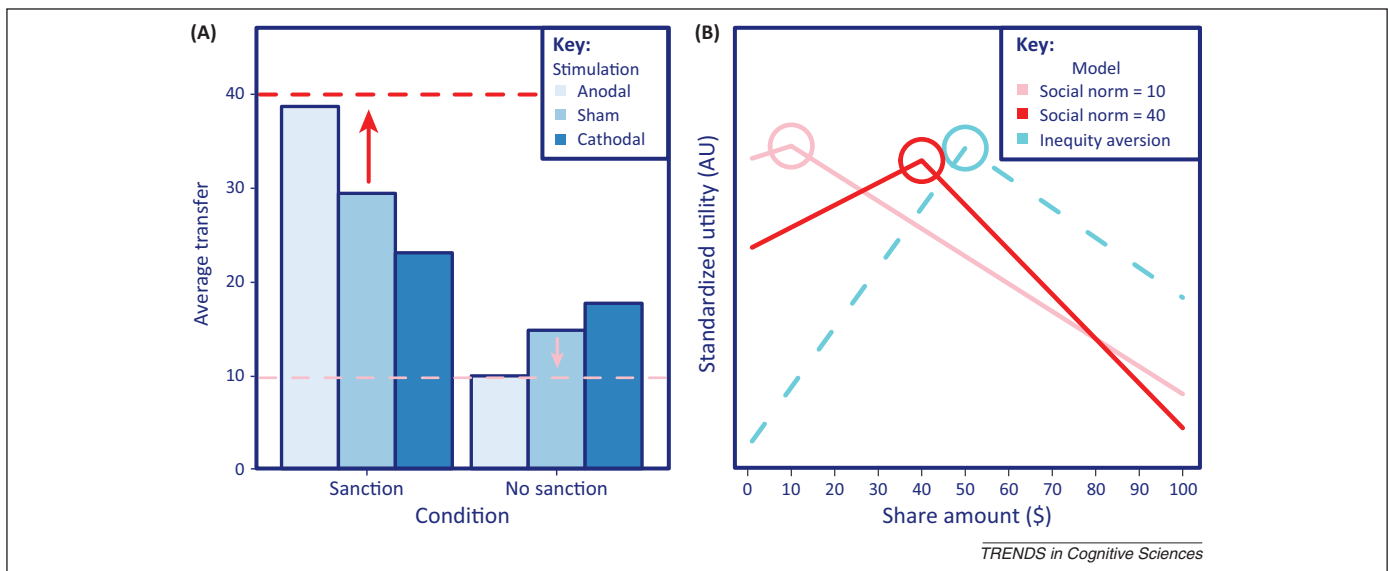 (A)
Key:
Stimulation
Anodal
Sham
Cathodal
Average transfer
40
30
20
10
0
Sanction
No sanction
Condition
(B)
Key:
Model
Social norm = 10
Social norm = 40
Inequity aversion
Standardized utility (AU)
0 10 20 30 40 50 60 70 80 90 100
Share amount ($)
TRENDS in Cognitive Sciences